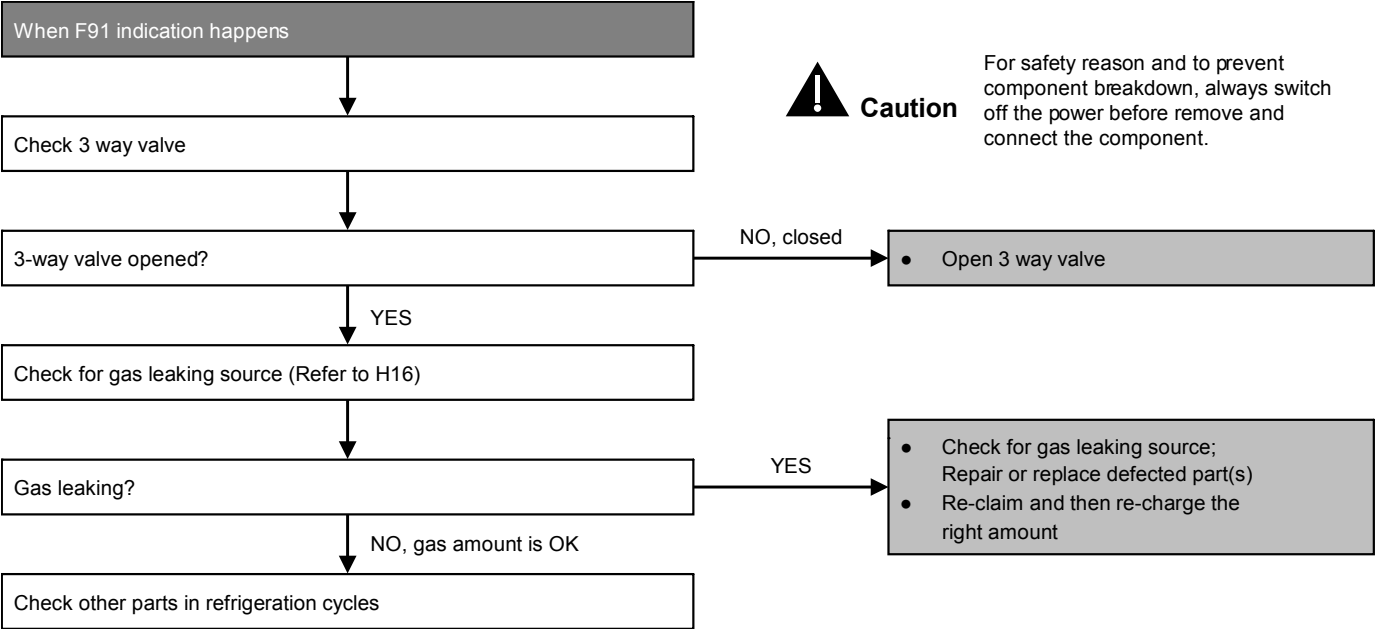 When F91 indication happens
For safety reason and to prevent
component breakdown, always switch
off the power before remove and
connect the component.
Caution
Check 3 way valve
3-way valve opened?
NO, closed
● Open 3 way valve
YES
Check for gas leaking source (Refer to H16)
Gas leaking?
YES
● Check for gas leaking source;
Repair or replace defected part(s)
● Re-claim and then re-charge the
right amount
NO, gas amount is OK
Check other parts in refrigeration cycles